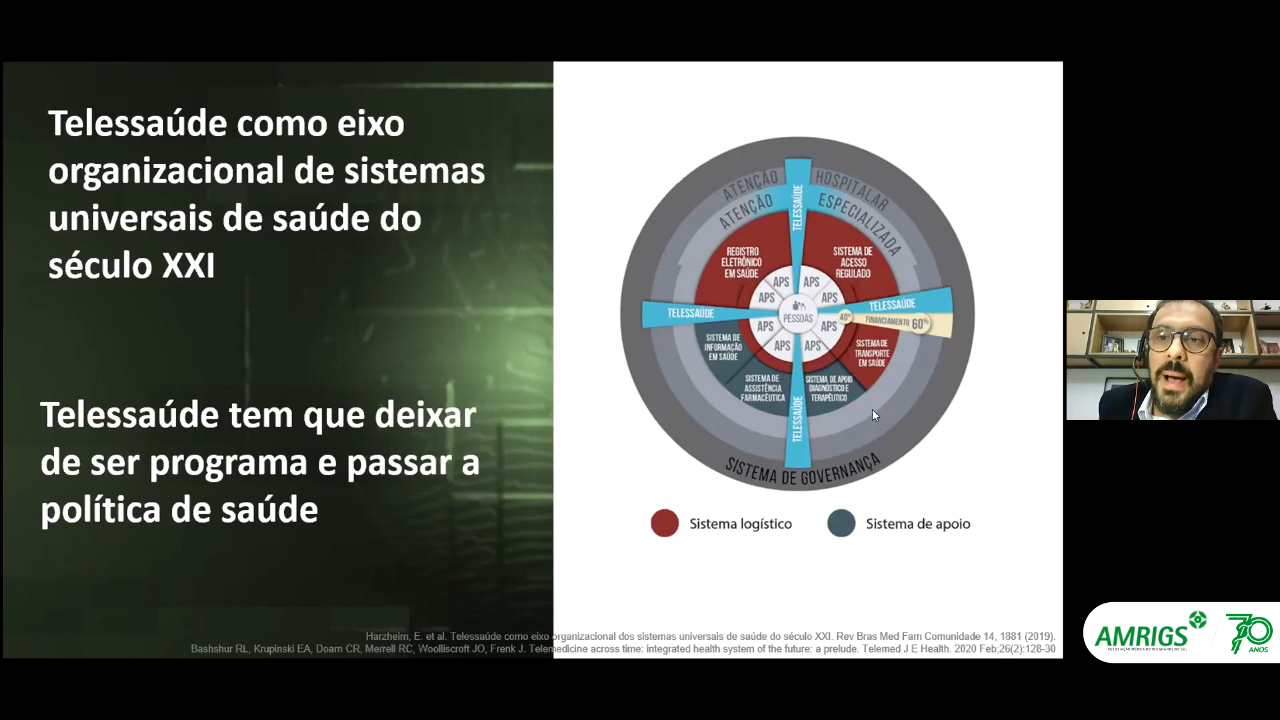 Telessaúde como eixo
organizacional de sistemas
universais de saúde do
século XXI
Telessaúde tem que deixar
de ser programa e passar a
política de saúde
ATENÇÃO HOSPITALAR
ATENÇÃO ESPECIALIZADA
TELESSAÚDE
REGISTRO
ELETRÔNICO
EM SAÚDE
SISTEMA DE
ACESSO
REGULADO
APS
APS
APS
APS
PESSOAS
APS
APS
APS
APS
TELESSAÚDE
TELESSAÚDE
40%
FINANCIAMENTO 60%
SISTEMA DE
INFORMAÇÃO
EM SAÚDE
SISTEMA DE
TRANSPORTE
EM SAÚDE
SISTEMA DE
ASSISTÊNCIA
FARMACÊUTICA
SISTEMA DE APOIO
DIAGNÓSTICO E
TERAPÊUTICO
TELESSAÚDE
SISTEMA DE GOVERNANÇA
Sistema logístico
Sistema de apoio
Harzheim, E. et al. Telessaúde como eixo organizacional dos sistemas universais de saúde do século XXI. Rev Bras Med Fam Comunidade 14, 1881 (2019).
Bashshur RL, Krupinski EA, Doarn CR, Merrell RC, Woolliscroft JO, Frenk J. Telemedicine across time: integrated health system of the future: a prelude. Telemed J E Health. 2020 Feb,26(2):128-30
AMRIGS
ASSOCIAÇÃO MÉDICA DO RIO GRANDE DO SUL
70
ANOS